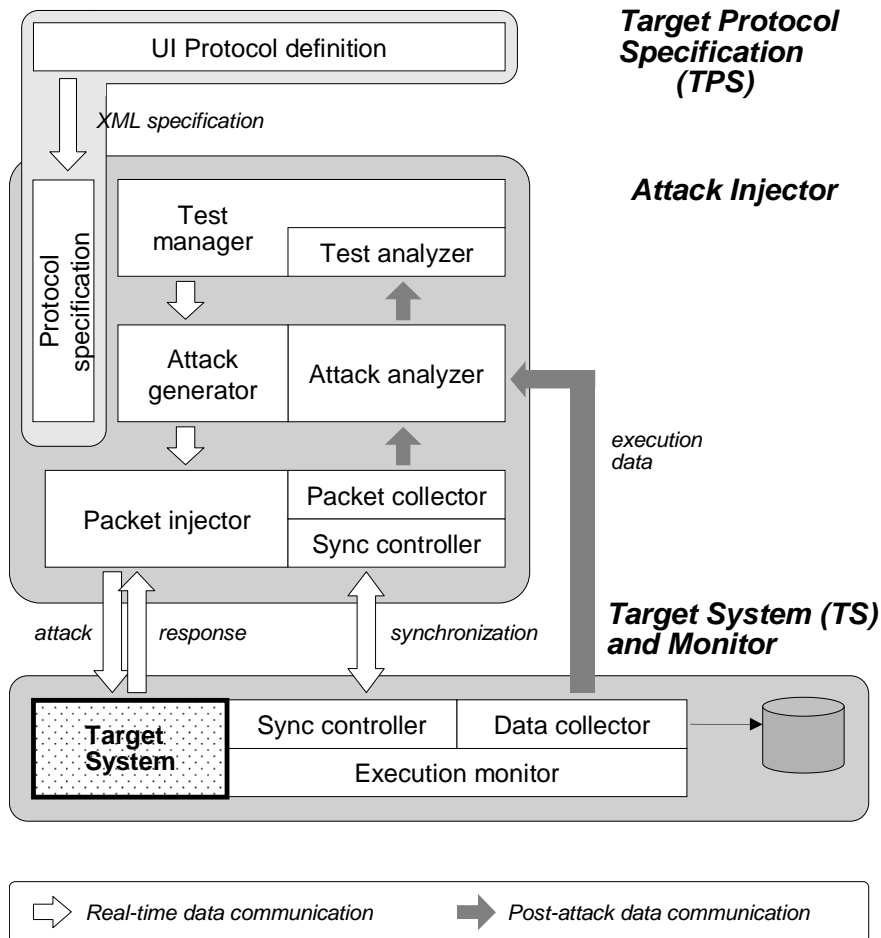 Target Protocol
Specification
(TPS)
UI Protocol definition
XML specification
Attack Injector
Protocol
specification
Test
manager
Test analyzer
Attack
generator
Attack analyzer
execution
data
Packet injector
Packet collector
Sync controller
Target System (TS)
and Monitor
attack
response
synchronization
Target
System
Sync controller
Data collector
Execution monitor
Real-time data communication
Post-attack data communication